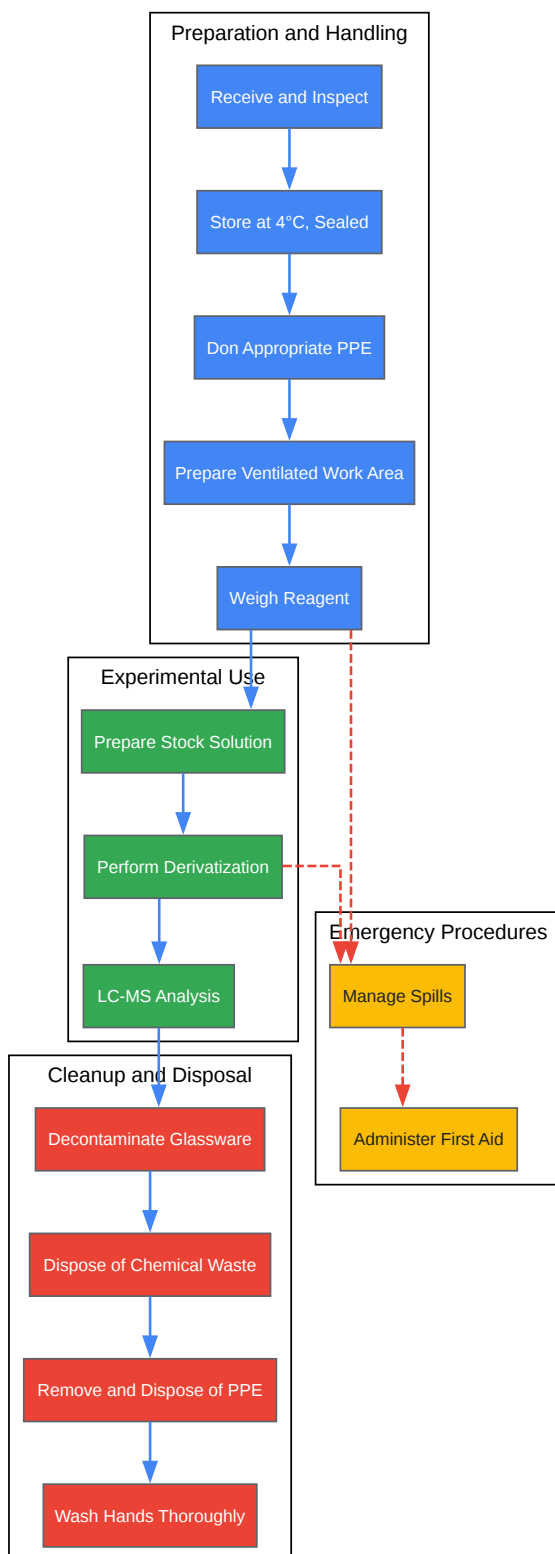 Preparation and Handling
Receive and Inspect
Store at 4°C, Sealed
Don Appropriate PPE
Prepare Ventilated Work Area
Weigh Reagent
Experimental Use
Prepare Stock Solution
Perform Derivatization
LC-MS Analysis
Emergency Procedures
Manage Spills
Administer First Aid
Cleanup and Disposal
Decontaminate Glassware
Dispose of Chemical Waste
Remove and Dispose of PPE
Wash Hands Thoroughly